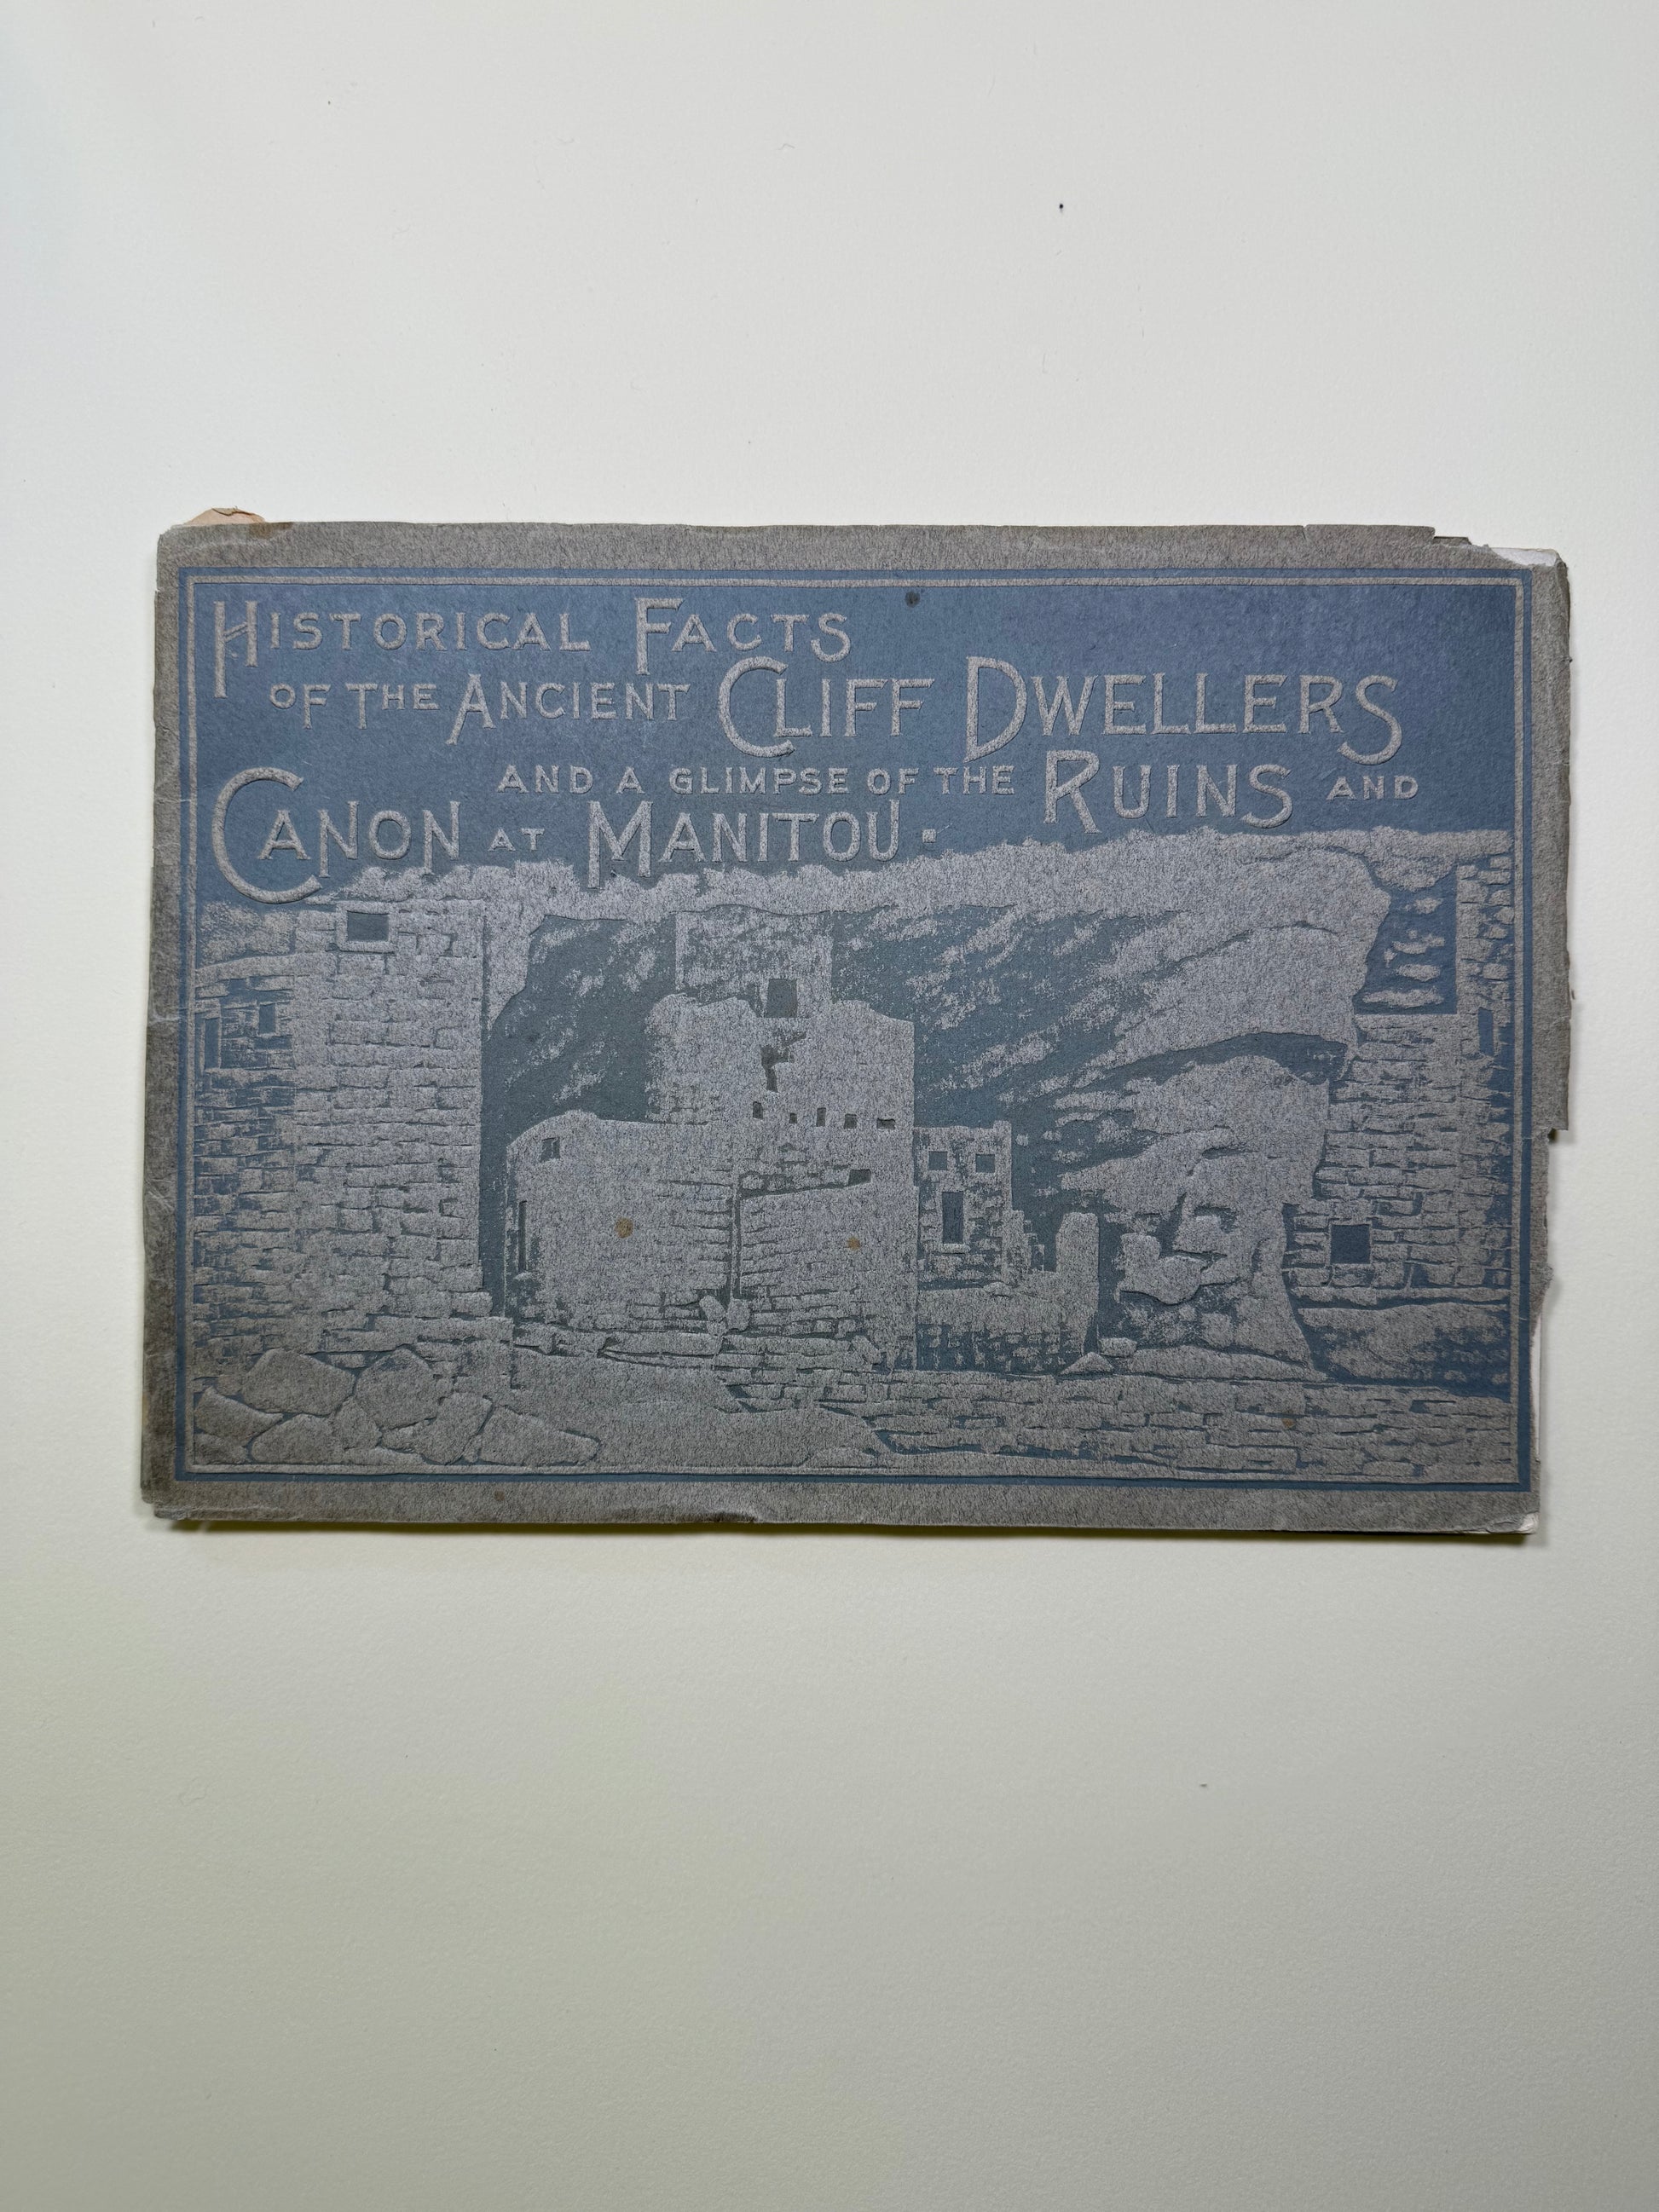 HISTORICAL FACTS
OF THE ANCIENT CLIFF DWELLERS
AND A GLIMPSE OF THE RUINS AND
CANON AT MANITOU.